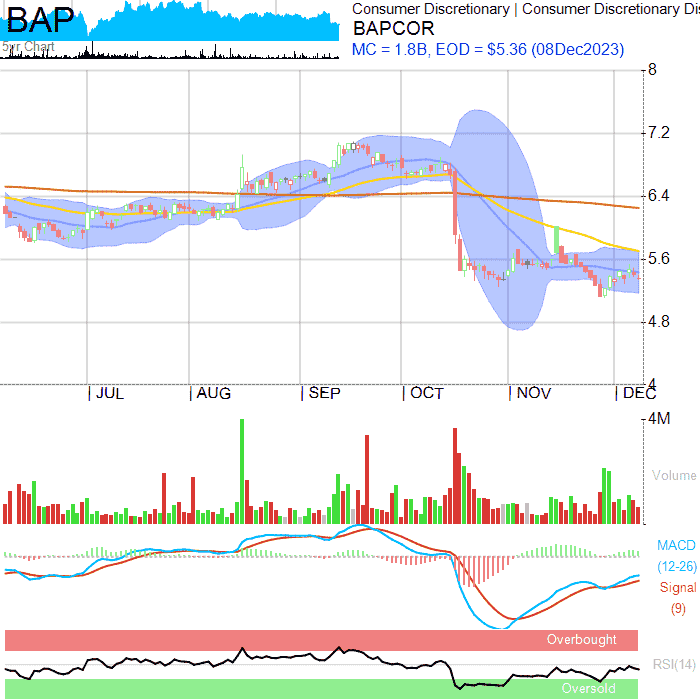 BAP
5yr Chart
Consumer Discretionary | Consumer Discretionary Dis
BAPCOR
MC = 1.8B, EOD = $5.36 (08Dec2023)
8
7.2
6.4
5.6
4.8
4
JUL AUG SEP OCT NOV DEC
4M
Volume
MACD
(12-26)
Signal
(9)
Overbought
RSI(14)
Oversold